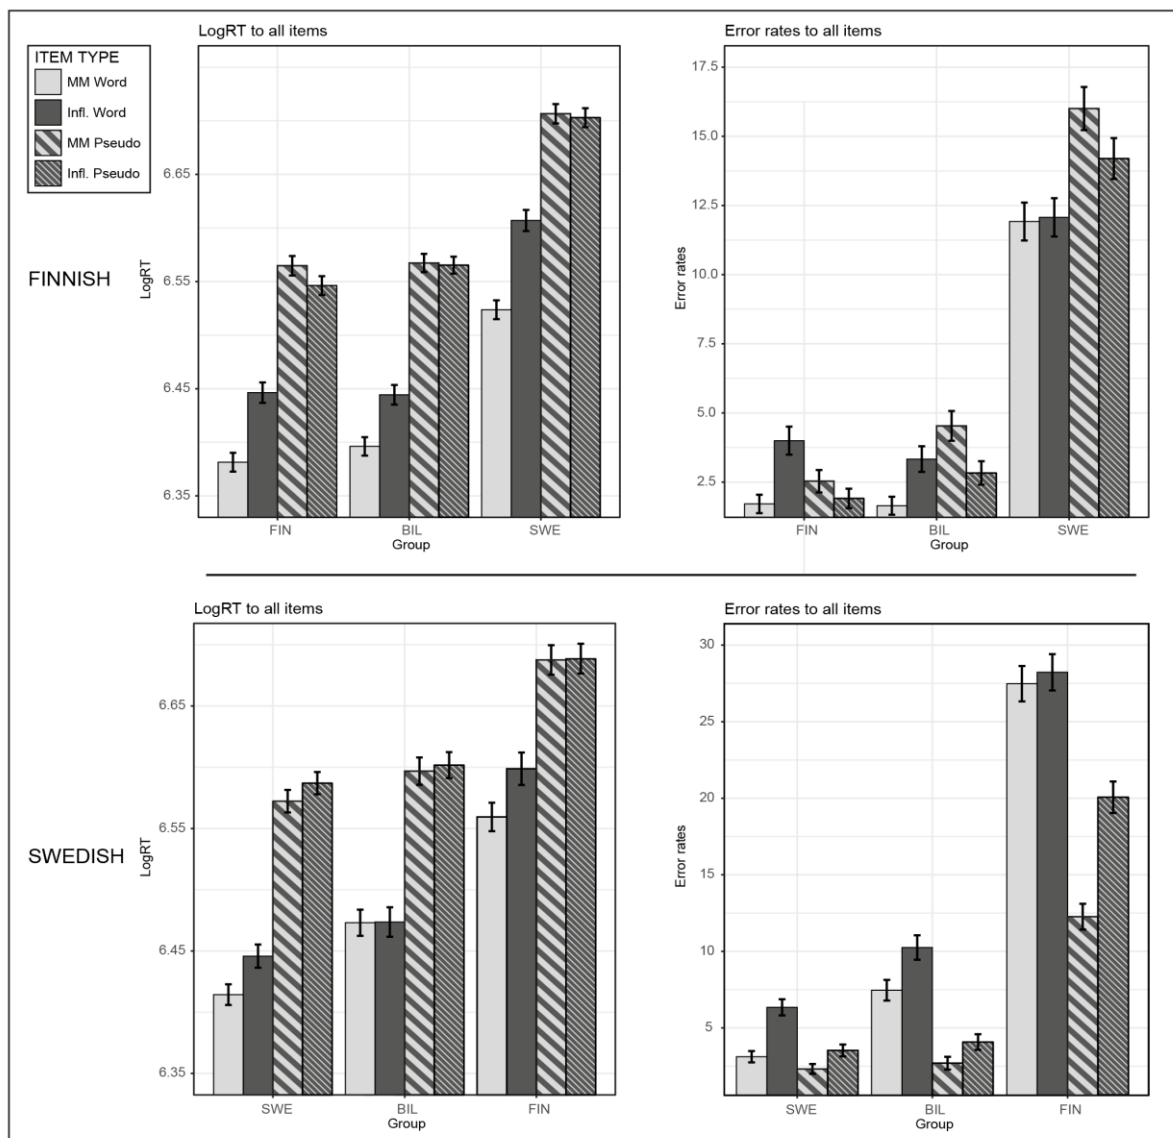 LogRT to all items
Error rates to all items
ITEM TYPE
MM Word
Infl. Word
MM Pseudo
Infl. Pseudo
FINNISH
LogRT
6.65
6.55
6.45
6.35
FIN BIL SWE
Group
Error rates
17.5
15.0
12.5
10.0
7.5
5.0
2.5
FIN BIL SWE
Group
LogRT to all items
Error rates to all items
SWEDISH
LogRT
6.65
6.55
6.45
6.35
SWE BIL FIN
Group
Error rates
30
25
20
15
10
5
SWE BIL FIN
Group